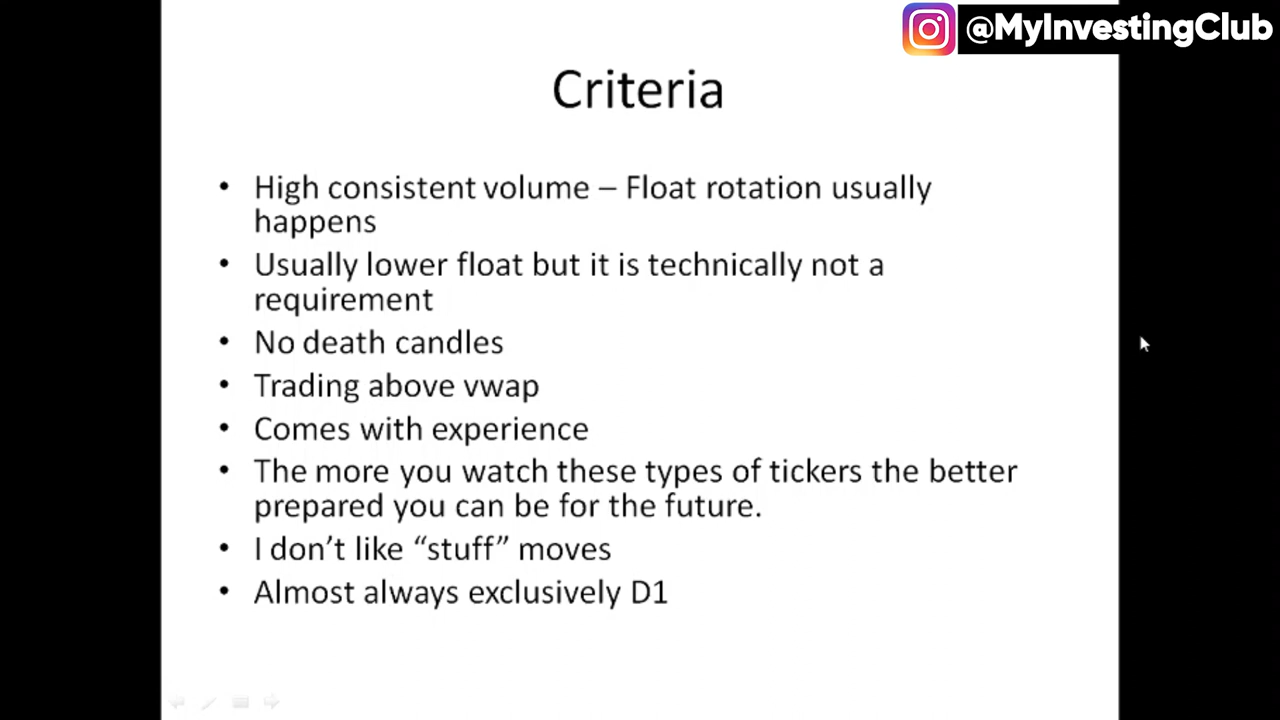 @MyInvestingClub
Criteria
• High consistent volume – Float rotation usually
happens
• Usually lower float but it is technically not a
requirement
• No death candles
• Trading above vwap
• Comes with experience
• The more you watch these types of tickers the better
prepared you can be for the future.
• I don’t like “stuff” moves
• Almost always exclusively D1